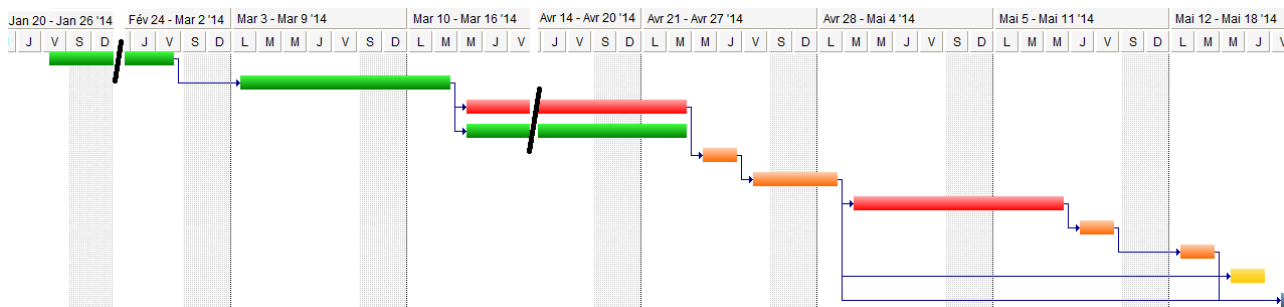 Jan 20 - Jan 26 '14 Fév 24 - Mar 2 '14 Mar 3 - Mar 9 '14 Mar 10 - Mar 16 '14 Avr 14 - Avr 20 '14 Avr 21 - Avr 27 '14 Avr 28 - Mai 4 '14 Mai 5 - Mai 11 '14 Mai 12 - Mai 18 '14
J V S D J V S D L M M J V S D L M M J V S D L M M J V S D L M M J V S D L M M J V S D L M M J V